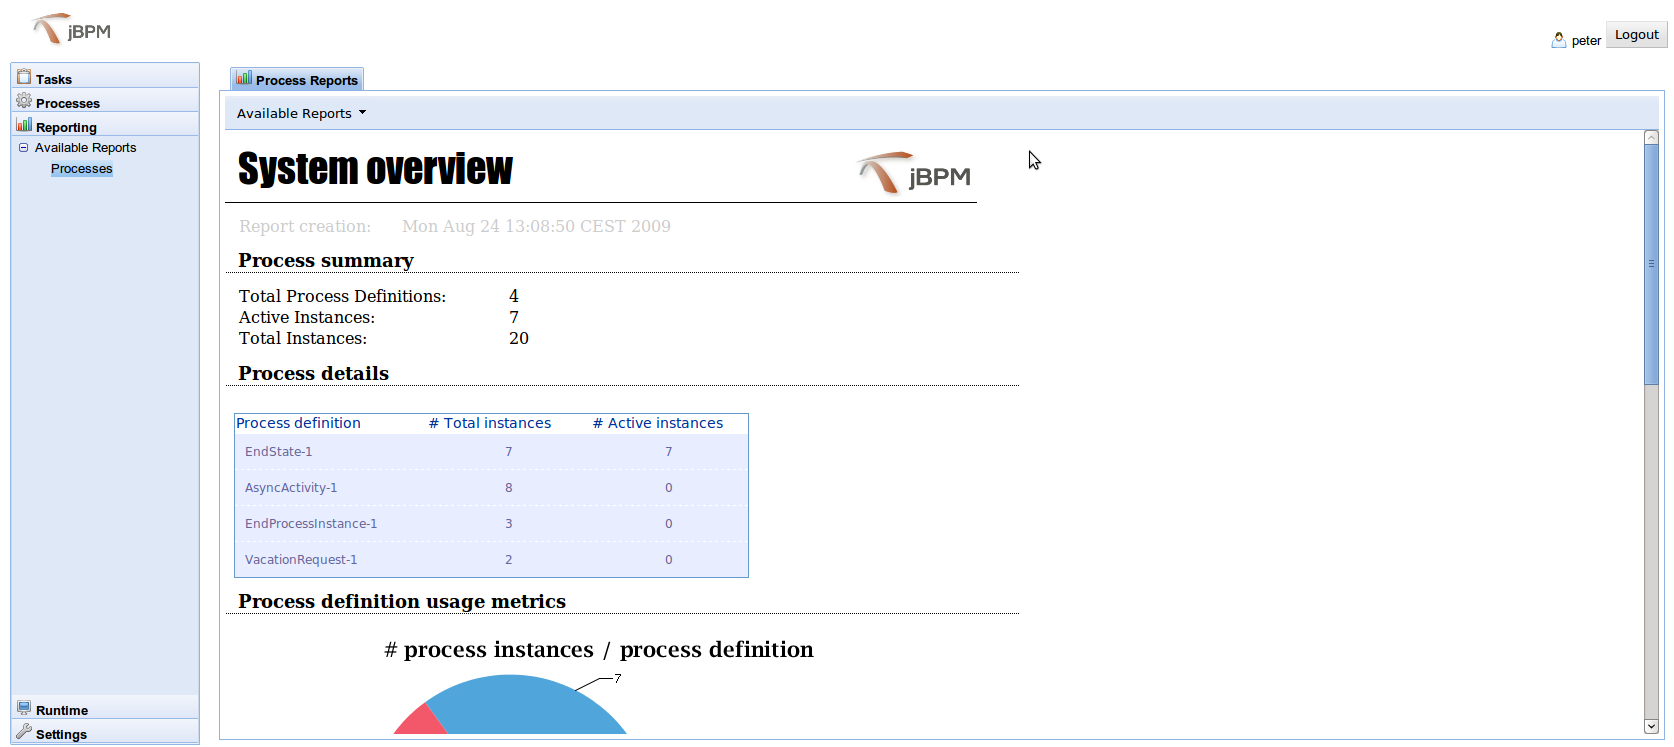 jBPM
peter
Logout
Tasks
Processes
Reporting
Available Reports
Processes
Runtime
Settings
Process Reports
Available Reports
System overview
jBPM
Report creation: Mon Aug 24 13:08:50 CEST 2009
Process summary
Total Process Definitions: 4
Active Instances: 7
Total Instances: 20
Process details
Process definition # Total instances # Active instances
EndState-1 7 7
AsyncActivity-1 8 0
EndProcessInstance-1 3 0
VacationRequest-1 2 0
Process definition usage metrics
# process instances / process definition
7